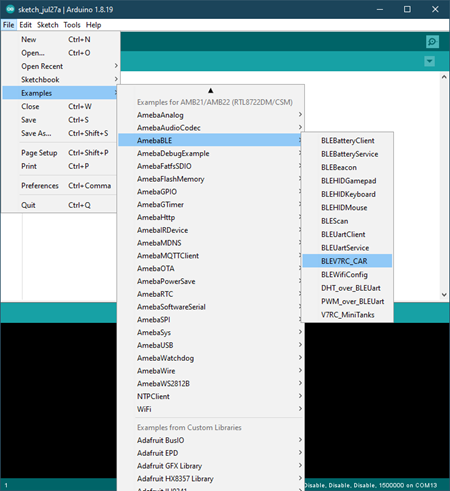 sketch_jul27a | Arduino 1.8.19
File Edit Sketch Tools Help
New Ctrl+N
Open... Ctrl+O
Open Recent
Sketchbook
Examples
Close Ctrl+W
Save Ctrl+S
Save As... Ctrl+Shift+S
Page Setup Ctrl+Shift+P
Print Ctrl+P
Preferences Ctrl+Comma
Quit Ctrl+Q
Examples for AMB21/AMB22 (RTL8722DM/CSM)
AmebaAnalog
AmebaAudioCodec
AmebaBLE
AmebaDebugExample
AmebaFatfsSDIO
AmebaFlashMemory
AmebaGPIO
AmebaGTimer
AmebaHttp
AmebaIRDevice
AmebaMDNS
AmebaMQTTClient
AmebaOTA
AmebaPowerSave
AmebaRTC
AmebaSoftwareSerial
AmebaSPI
AmebaSys
AmebaUSB
AmebaWatchdog
AmebaWire
AmebaWS2812B
NTPClient
WiFi
Examples from Custom Libraries
Adafruit BusIO
Adafruit EPD
Adafruit GFX Library
Adafruit HX8357 Library
BLEBatteryClient
BLEBatteryService
BLEBeacon
BLEHIDGamepad
BLEHIDKeyboard
BLEHIDMouse
BLEScan
BLEUartClient
BLEUartService
BLEV7RC_CAR
BLEWifiConfig
DHT_over_BLEUart
PWM_over_BLEUart
V7RC_MiniTanks
1
Disable, Disable, Disable, 1500000 on COM13